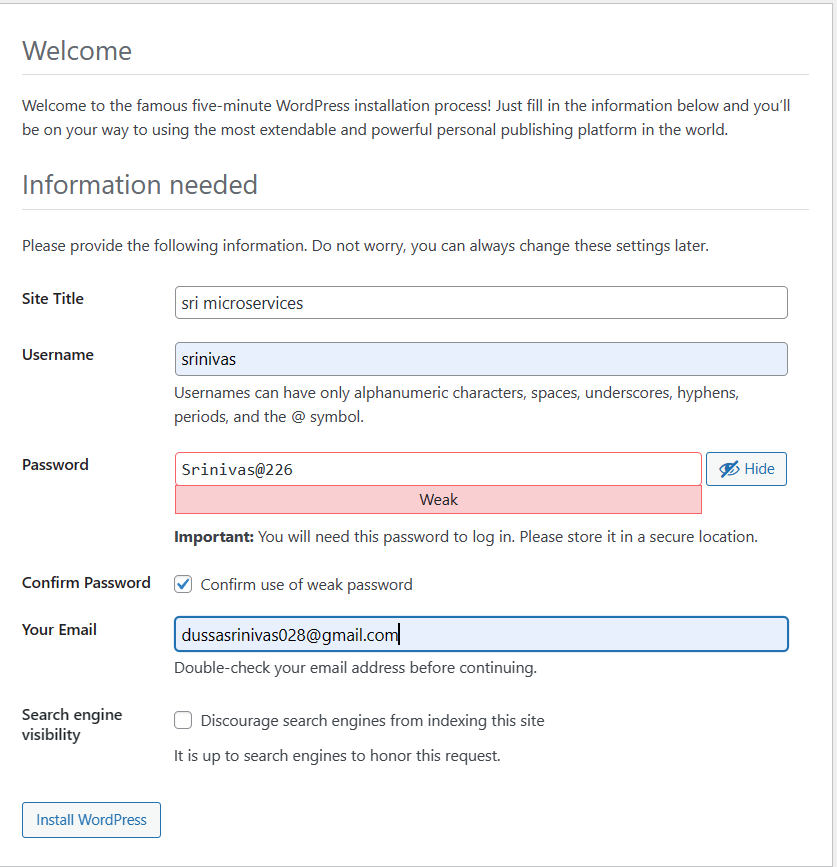 Welcome
Welcome to the famous five-minute WordPress installation process! Just fill in the information below and you’ll
be on your way to using the most extendable and powerful personal publishing platform in the world.
Information needed
Please provide the following information. Do not worry, you can always change these settings later.
Site Title
sri microservices
Username
srinivas
Usernames can have only alphanumeric characters, spaces, underscores, hyphens,
periods, and the @ symbol.
Password
Srinivas@226
Hide
Weak
Important: You will need this password to log in. Please store it in a secure location.
Confirm Password
Confirm use of weak password
Your Email
dussasrinivas028@gmail.com
Double-check your email address before continuing.
Search engine
visibility
Discourage search engines from indexing this site
It is up to search engines to honor this request.
Install WordPress